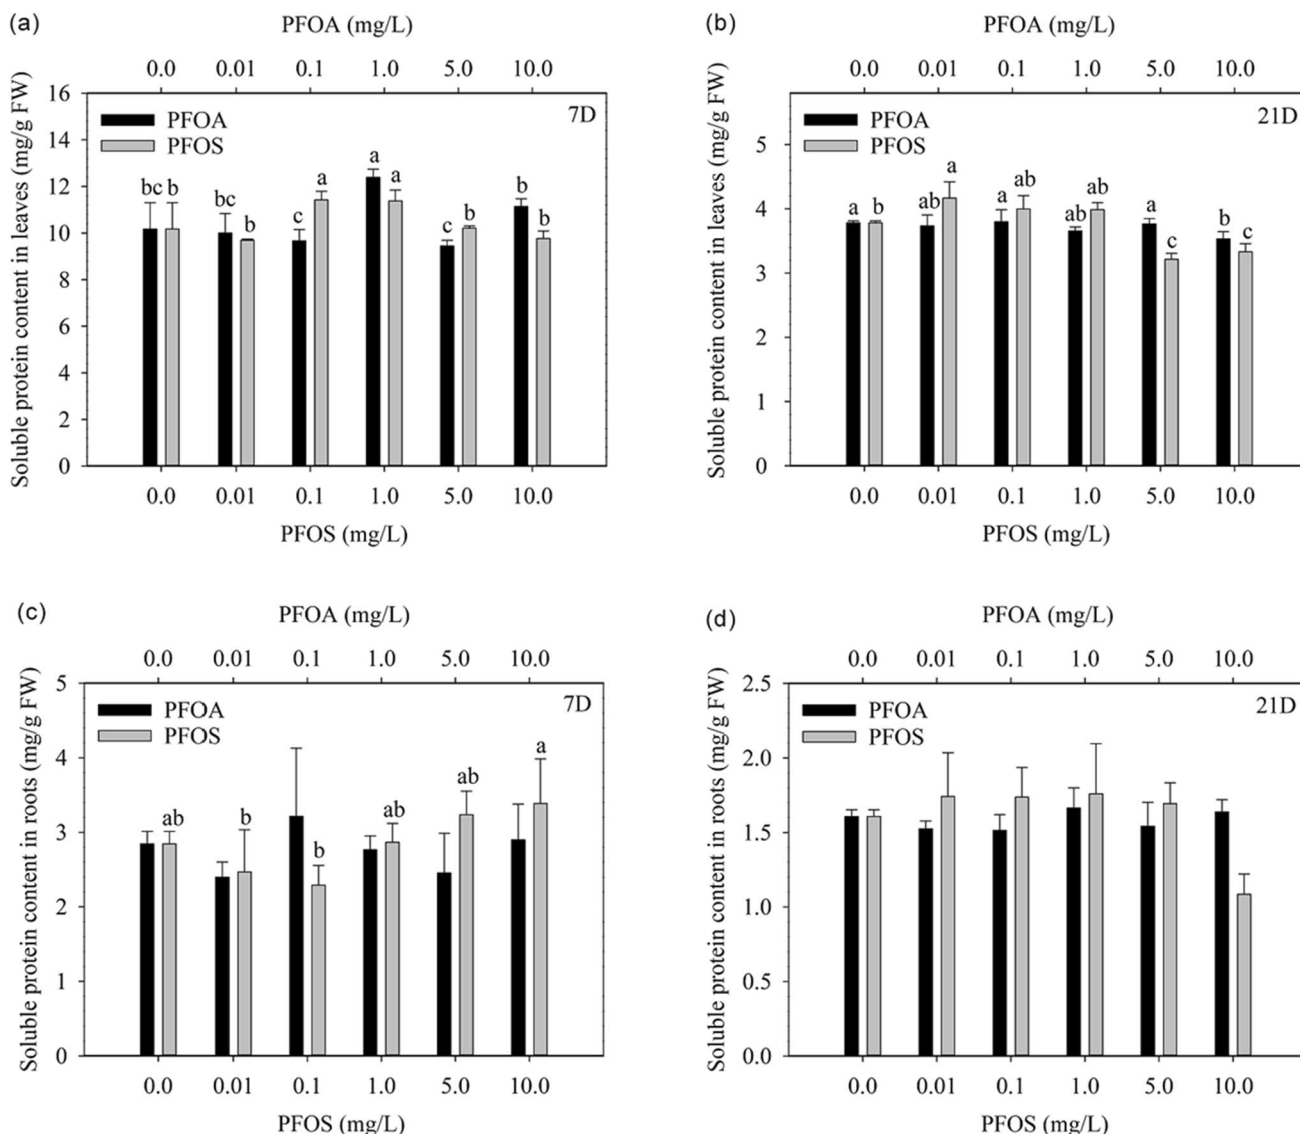 (a)
PFOA (mg/L)
0.0 0.01 0.1 1.0 5.0 10.0
Soluble protein content in leaves (mg/g FW)
16
14
12
10
8
6
4
2
0
PFOA
PFOS
7D
bc b bc b c a a a c b b b
0.0 0.01 0.1 1.0 5.0 10.0
PFOS (mg/L)
(b)
PFOA (mg/L)
0.0 0.01 0.1 1.0 5.0 10.0
Soluble protein content in leaves (mg/g FW)
5
4
3
2
1
0
PFOA
PFOS
21D
a b ab a a ab ab ab a c b c
0.0 0.01 0.1 1.0 5.0 10.0
PFOS (mg/L)
(c)
PFOA (mg/L)
0.0 0.01 0.1 1.0 5.0 10.0
Soluble protein content in roots (mg/g FW)
5
4
3
2
1
0
PFOA
PFOS
7D
ab b b ab ab a
0.0 0.01 0.1 1.0 5.0 10.0
PFOS (mg/L)
(d)
PFOA (mg/L)
0.0 0.01 0.1 1.0 5.0 10.0
Soluble protein content in roots (mg/g FW)
2.5
2.0
1.5
1.0
0.5
0.0
PFOA
PFOS
21D
0.0 0.01 0.1 1.0 5.0 10.0
PFOS (mg/L)